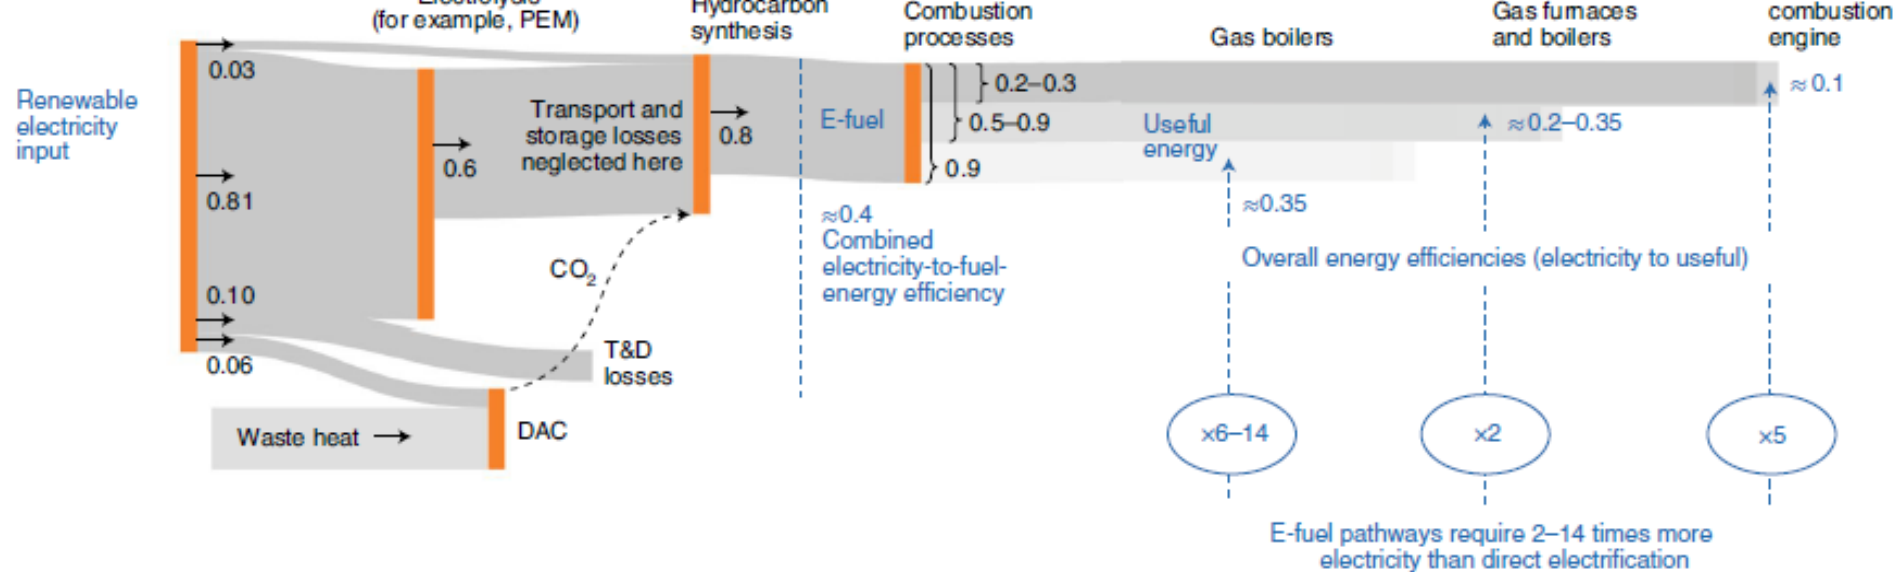 Electrolysis
(for example, PEM)
Hydrocarbon
synthesis
Combustion
processes
Gas boilers
Gas furnaces
and boilers
combustion
engine
Renewable
electricity
input
0.03
0.81
0.10
0.06
0.6
Transport and
storage losses
neglected here
0.8
E-fuel
0.2–0.3
0.5–0.9
0.9
Useful
energy
≈0.35
≈0.2–0.35
≈0.1
≈0.4
Combined
electricity-to-fuel-
energy efficiency
Overall energy efficiencies (electricity to useful)
CO₂
T&D
losses
Waste heat
DAC
×6–14
×2
×5
E-fuel pathways require 2–14 times more
electricity than direct electrification